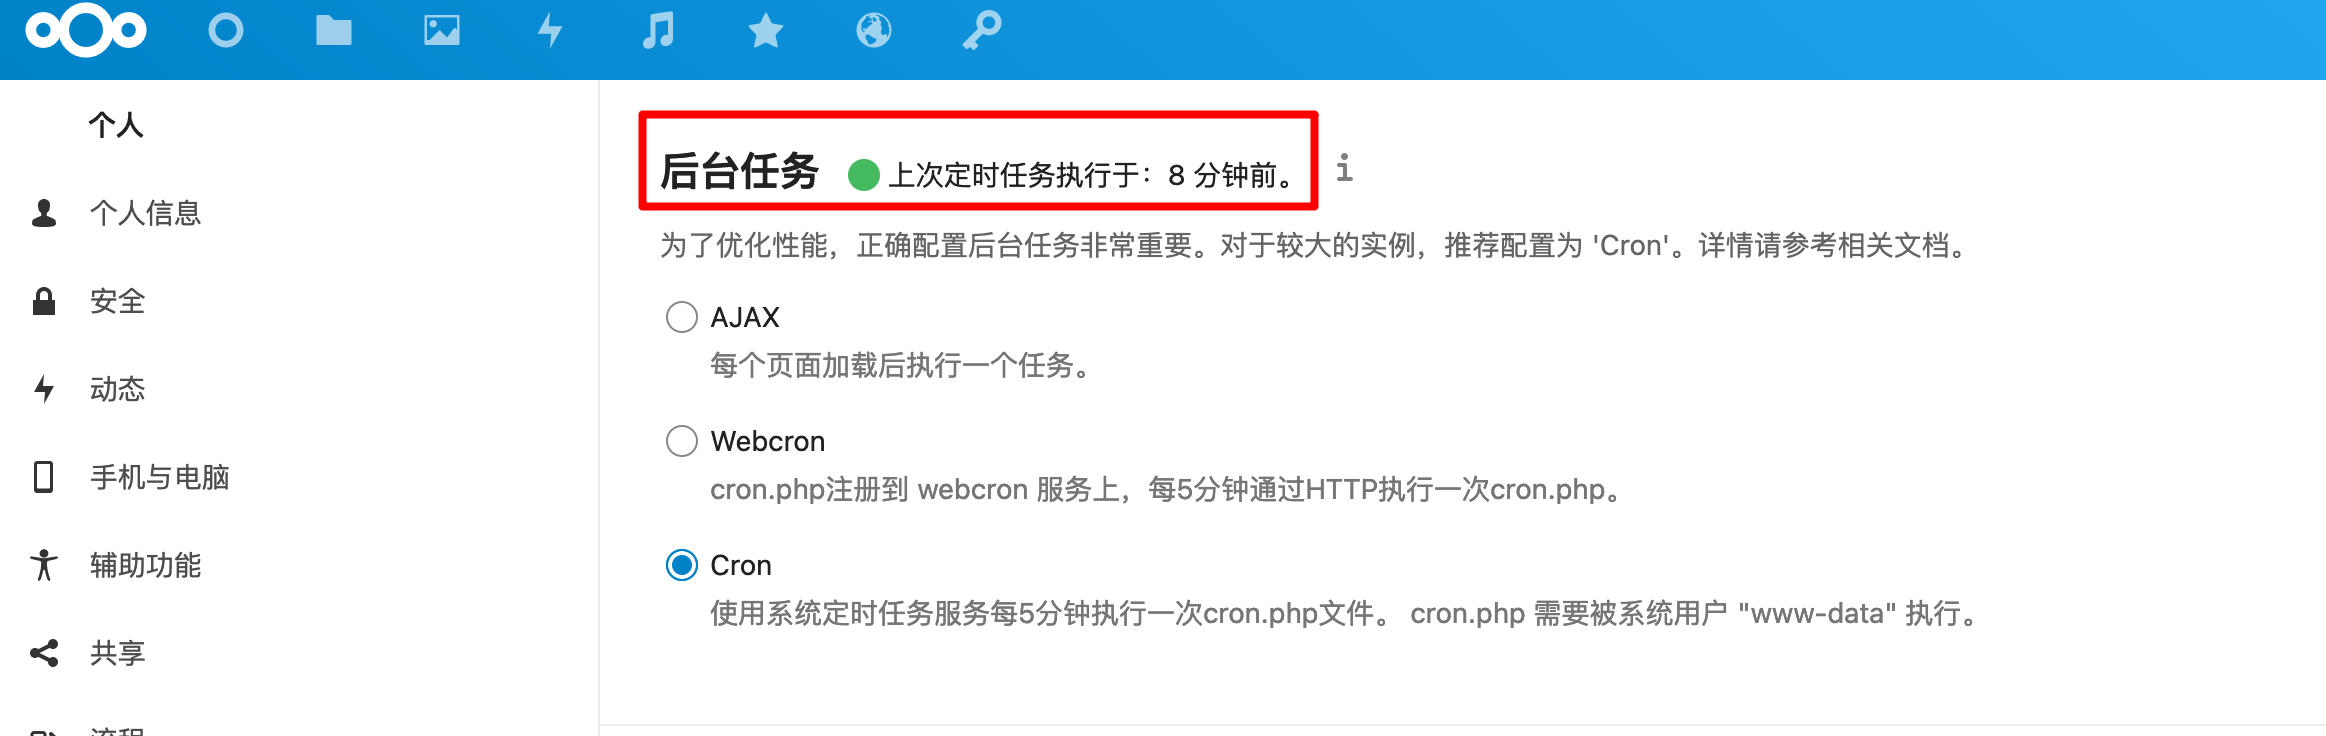 个人
个人信息
安全
动态
手机与电脑
辅助功能
共享
流程
后台任务 上次定时任务执行于：8 分钟前。
为了优化性能，正确配置后台任务非常重要。对于较大的实例，推荐配置为 'Cron'。详情请参考相关文档。
AJAX
每个页面加载后执行一个任务。
Webcron
cron.php注册到 webcron 服务上，每5分钟通过HTTP执行一次cron.php。
Cron
使用系统定时任务服务每5分钟执行一次cron.php文件。 cron.php 需要被系统用户 "www-data" 执行。